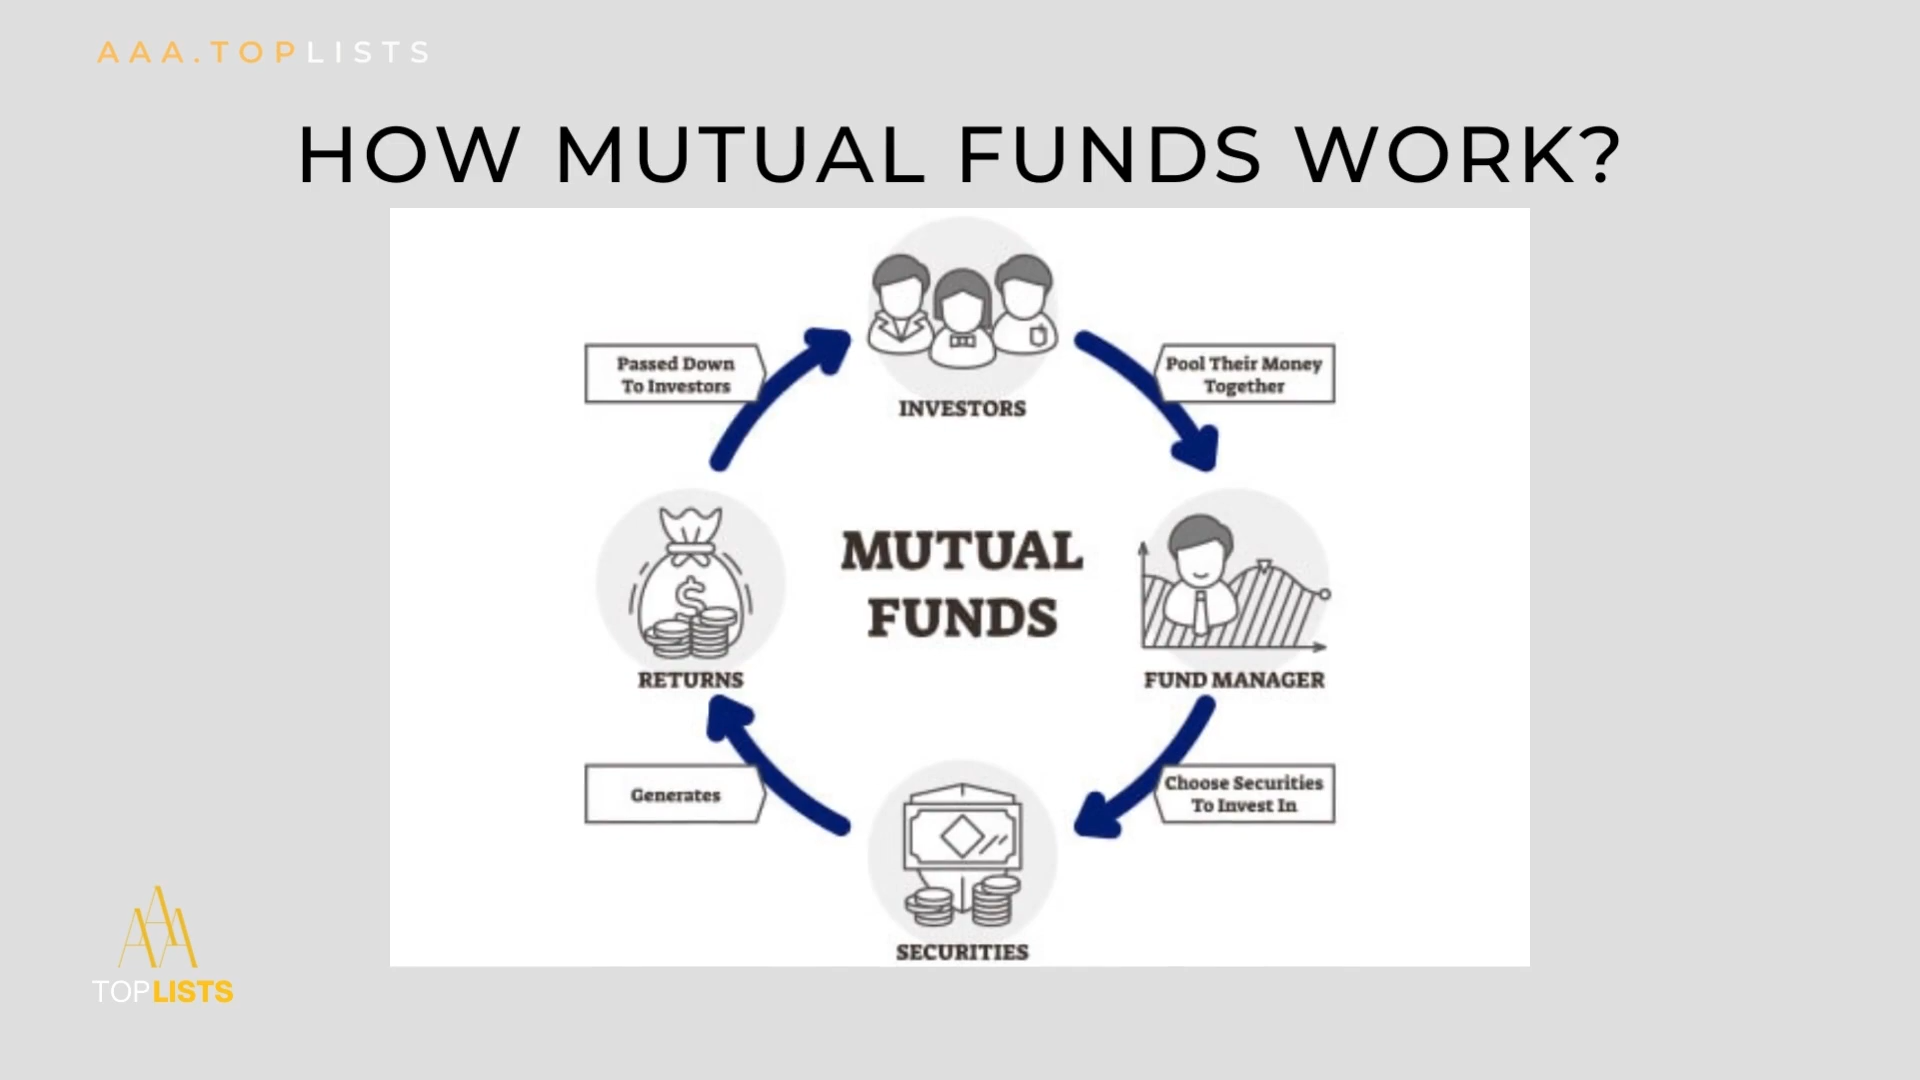 AAA.TOPLISTS
HOW MUTUAL FUNDS WORK?
INVESTORS
Pool Their Money
Together
FUND MANAGER
Choose Securities
To Invest In
SECURITIES
Generates
RETURNS
Passed Down
To Investors
MUTUAL
FUNDS
$
AAA
TOPLISTS